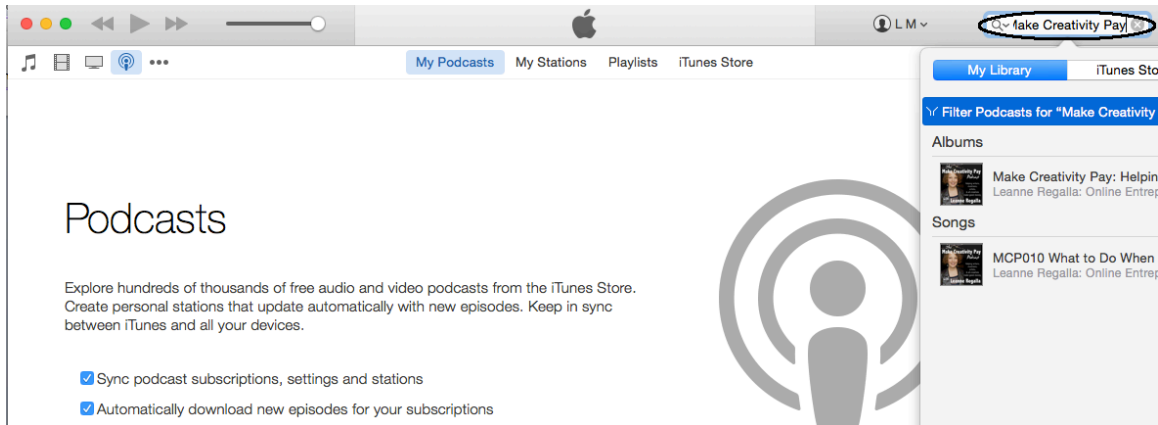 L M
Make Creativity Pay
My Podcasts My Stations Playlists iTunes Store
My Library iTunes Sto
Filter Podcasts for “Make Creativity
Albums
Make Creativity Pay: Helpin
Leanne Regalla: Online Entrep
Songs
MCP010 What to Do When
Leanne Regalla: Online Entrep
Podcasts
Explore hundreds of thousands of free audio and video podcasts from the iTunes Store.
Create personal stations that update automatically with new episodes. Keep in sync
between iTunes and all your devices.
Sync podcast subscriptions, settings and stations
Automatically download new episodes for your subscriptions